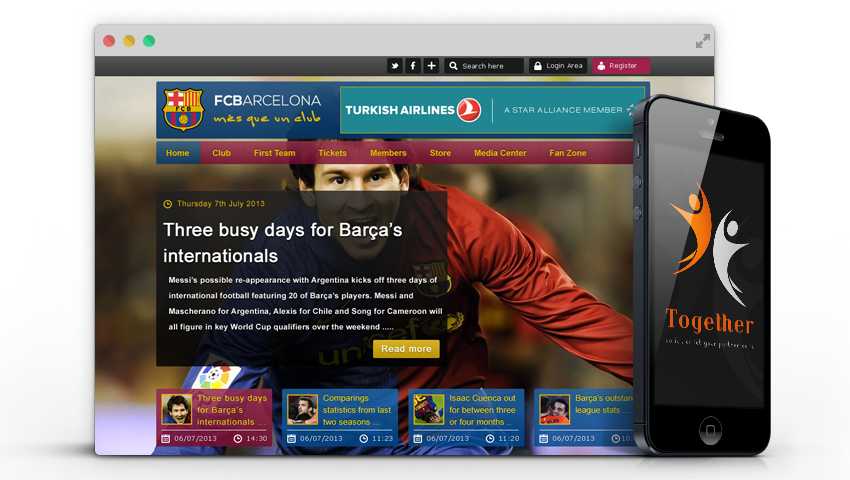 Search here
Login Area
Register
FCB
FCBARCELONA
més que un club
TURKISH AIRLINES
A STAR ALLIANCE MEMBER
Home
Club
First Team
Tickets
Members
Store
Media Center
Fan Zone
Thursday 7th July 2013
Three busy days for Barça's
internationals
Messi's possible re-appearance with Argentina kicks off three days of
international football featuring 20 of Barça's players. Messi and
Mascherano for Argentina, Alexis for Chile and Song for Cameroon will
all figure in key World Cup qualifiers over the weekend .....
Read more
Three busy days
for Barça's
internationals ...
06/07/2013
14:30
Comparings
statistics from last
two seasons ..
06/07/2013
11:23
Isaac Cuenca out
for between three
or four months ..
06/07/2013
11:20
Barça's outstan
league stats ..
06/07/2013
unicef
Together
your partner